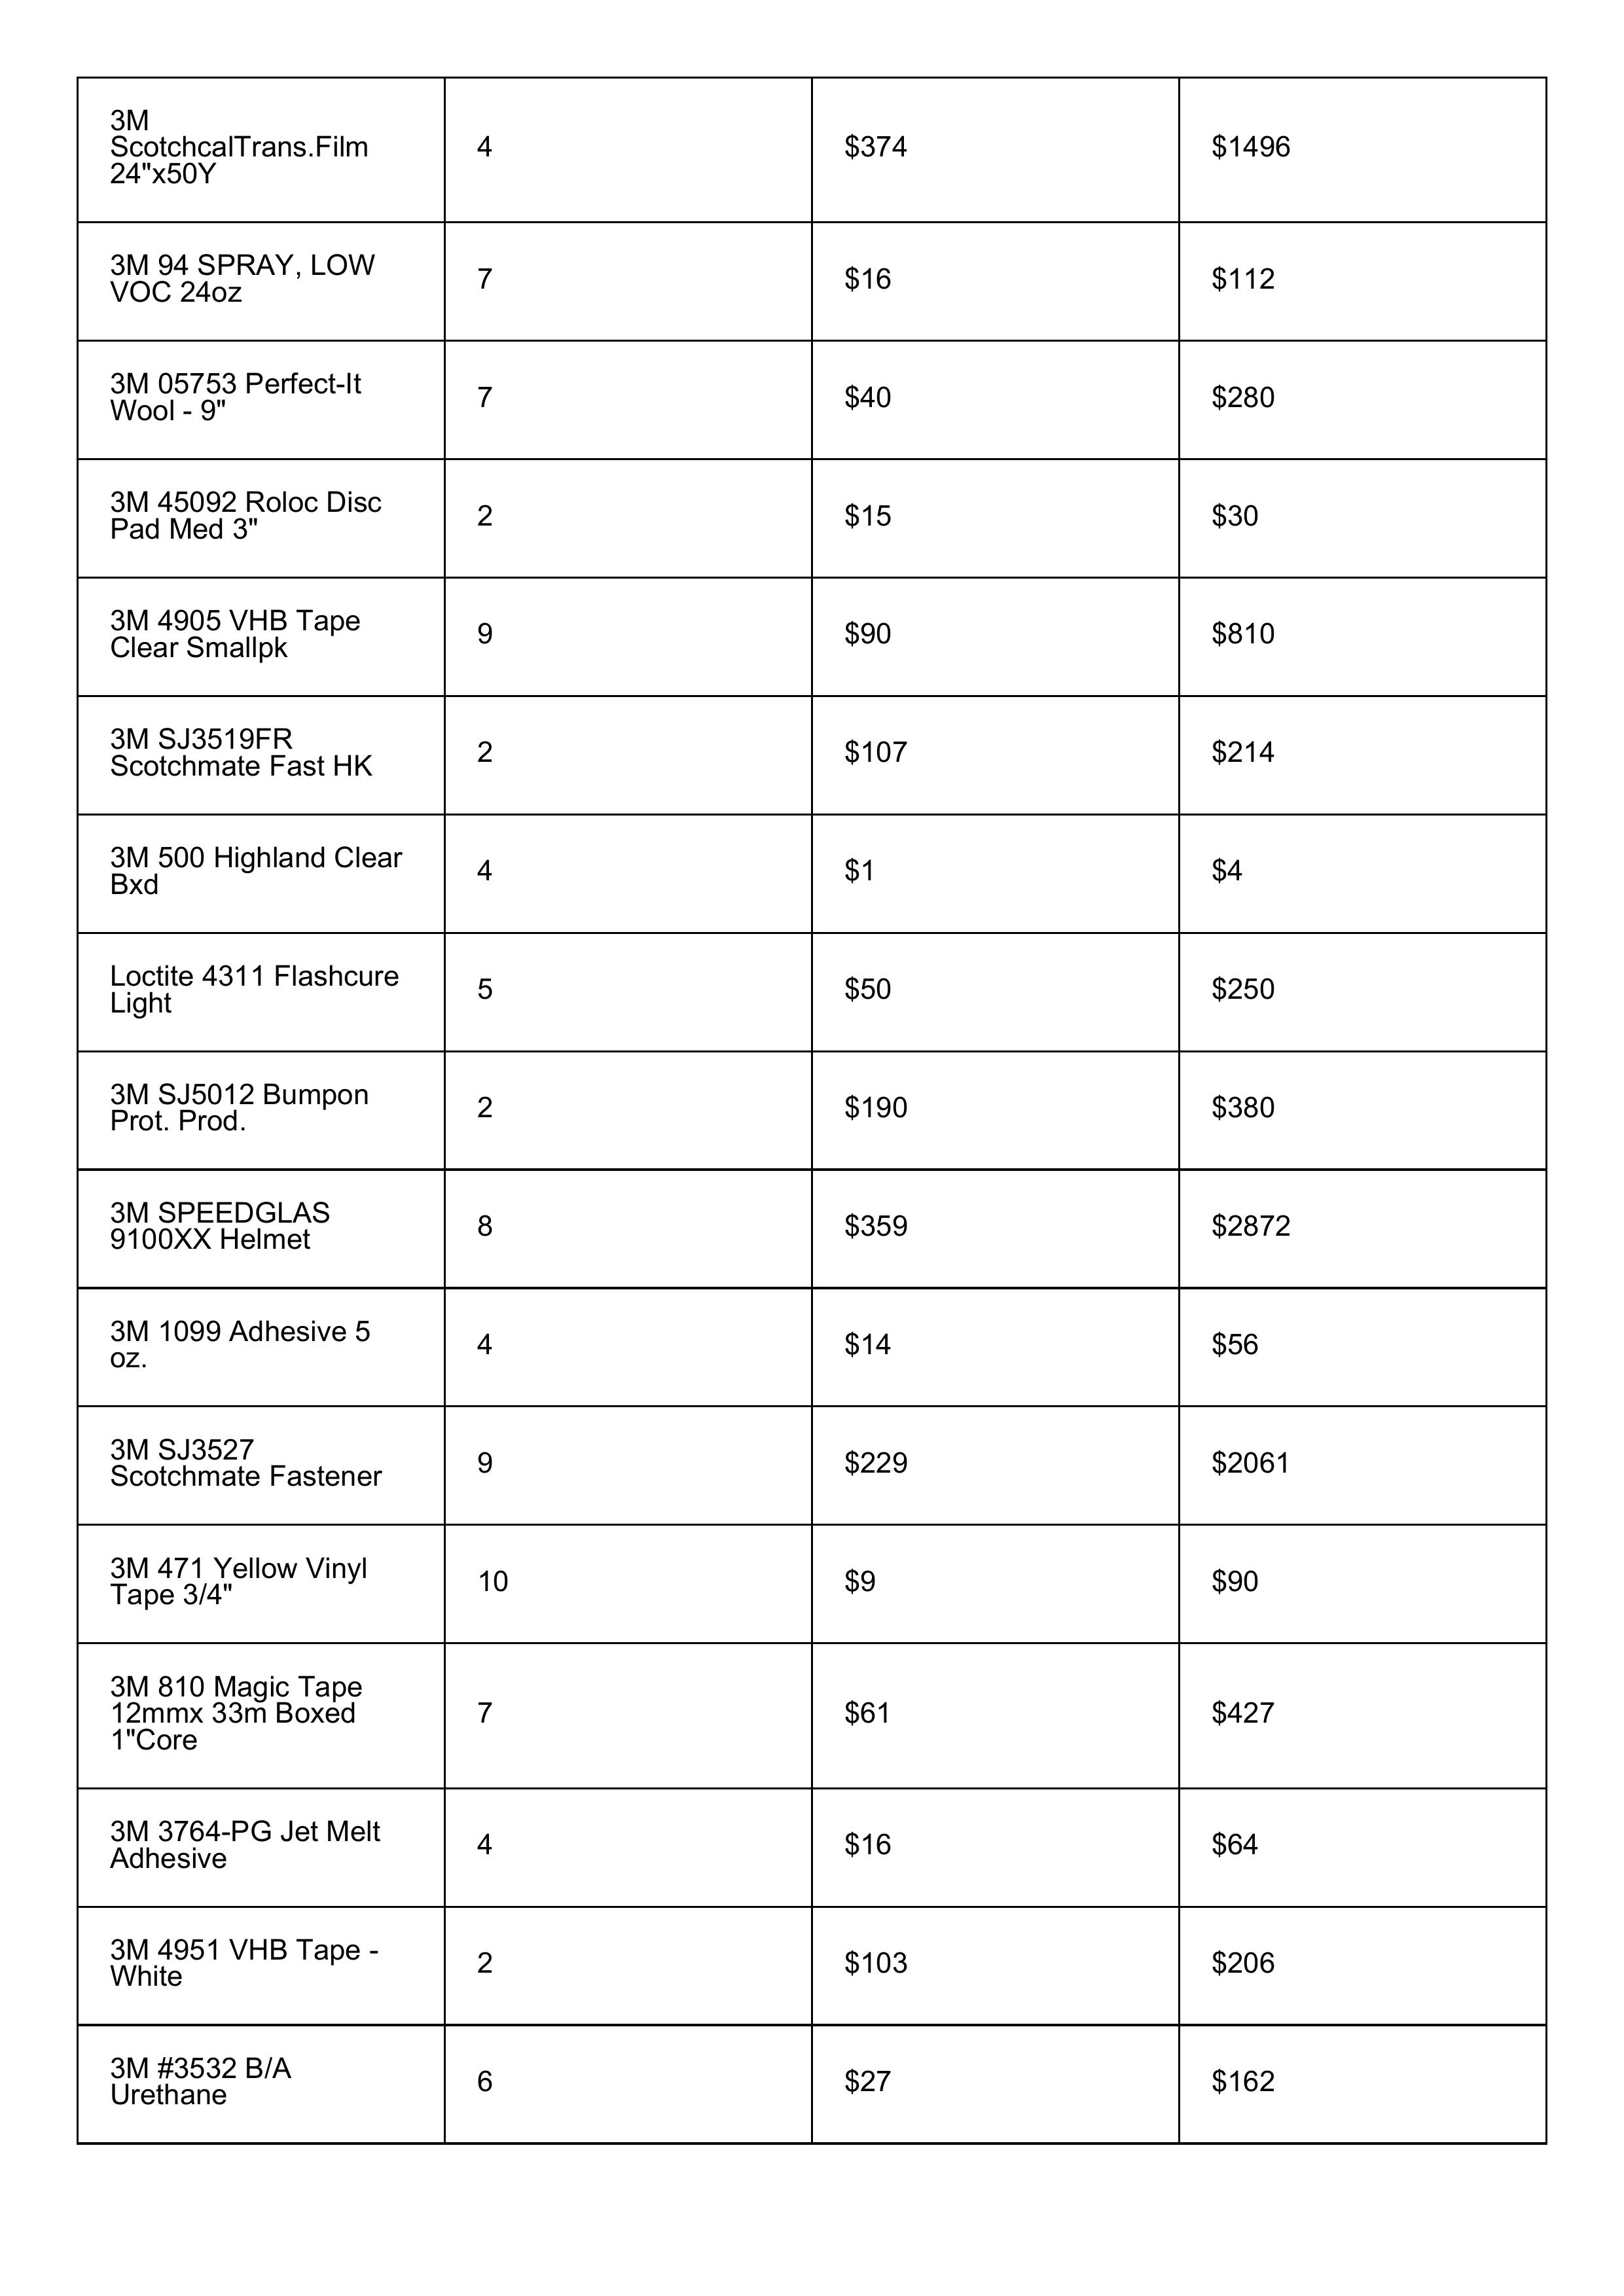 3M
ScotchcalTrans.Film
24"x50Y
4
$374
$1496
3M 94 SPRAY, LOW
VOC 24oz
7
$16
$112
3M 05753 Perfect-It
Wool - 9"
7
$40
$280
3M 45092 Roloc Disc
Pad Med 3"
2
$15
$30
3M 4905 VHB Tape
Clear Smallpk
9
$90
$810
3M SJ3519FR
Scotchmate Fast HK
2
$107
$214
3M 500 Highland Clear
Bxd
4
$1
$4
Loctite 4311 Flashcure
Light
5
$50
$250
3M SJ5012 Bumpon
Prot. Prod.
2
$190
$380
3M SPEEDGLAS
9100XX Helmet
8
$359
$2872
3M 1099 Adhesive 5
oz.
4
$14
$56
3M SJ3527
Scotchmate Fastener
9
$229
$2061
3M 471 Yellow Vinyl
Tape 3/4"
10
$9
$90
3M 810 Magic Tape
12mmx 33m Boxed
1"Core
7
$61
$427
3M 3764-PG Jet Melt
Adhesive
4
$16
$64
3M 4951 VHB Tape -
White
2
$103
$206
3M #3532 B/A
Urethane
6
$27
$162